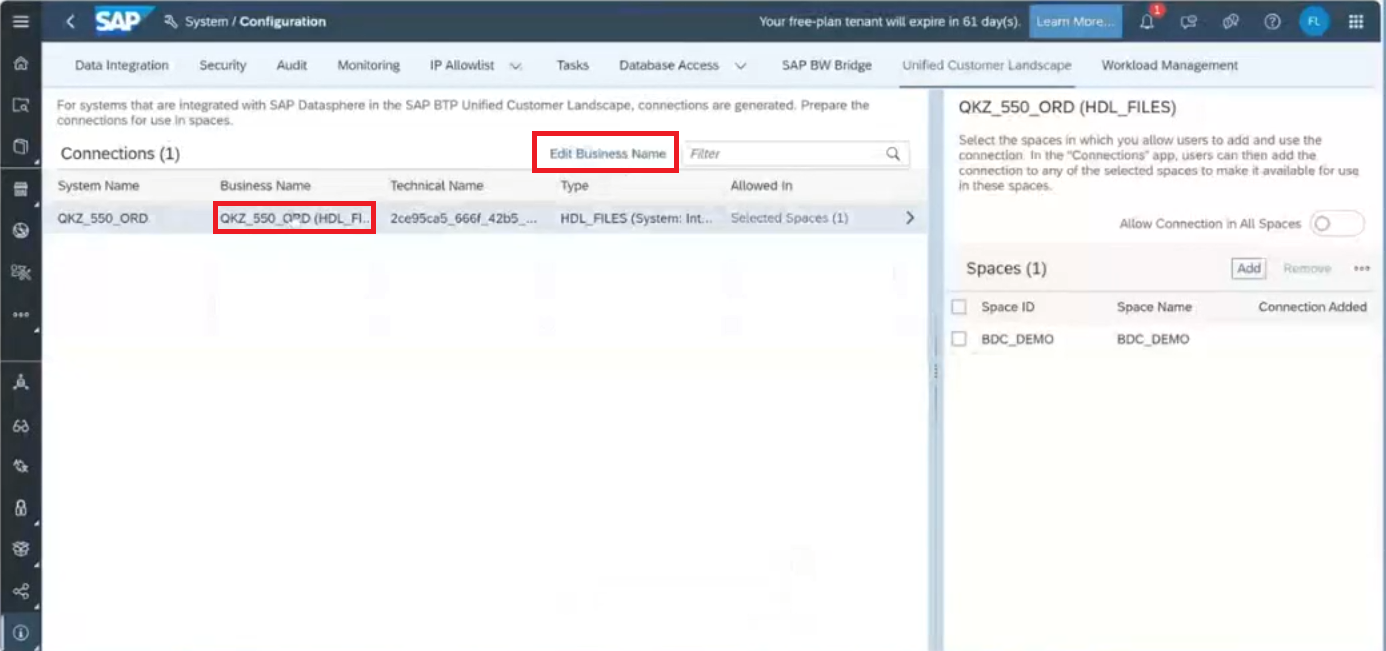 SAP System / Configuration Your free-plan tenant will expire in 61 day(s). Learn More... 1 FL
Data Integration Security Audit Monitoring IP Allowlist Tasks Database Access SAP BW Bridge Unified Customer Landscape Workload Management
For systems that are integrated with SAP Datasphere in the SAP BTP Unified Customer Landscape, connections are generated. Prepare the
connections for use in spaces.
Connections (1) Edit Business Name Filter
System Name Business Name Technical Name Type Allowed In
QKZ_550_ORD QKZ_550_ORD (HDL_FI... 2ce95ca5_666f_42b5_... HDL_FILES (System: Int... Selected Spaces (1)
QKZ_550_ORD (HDL_FILES)
Select the spaces in which you allow users to add and use the
connection. In the "Connections" app, users can then add the
connection to any of the selected spaces to make it available for use
in these spaces.
Allow Connection in All Spaces
Spaces (1) Add Remove
Space ID Space Name Connection Added
BDC_DEMO BDC_DEMO